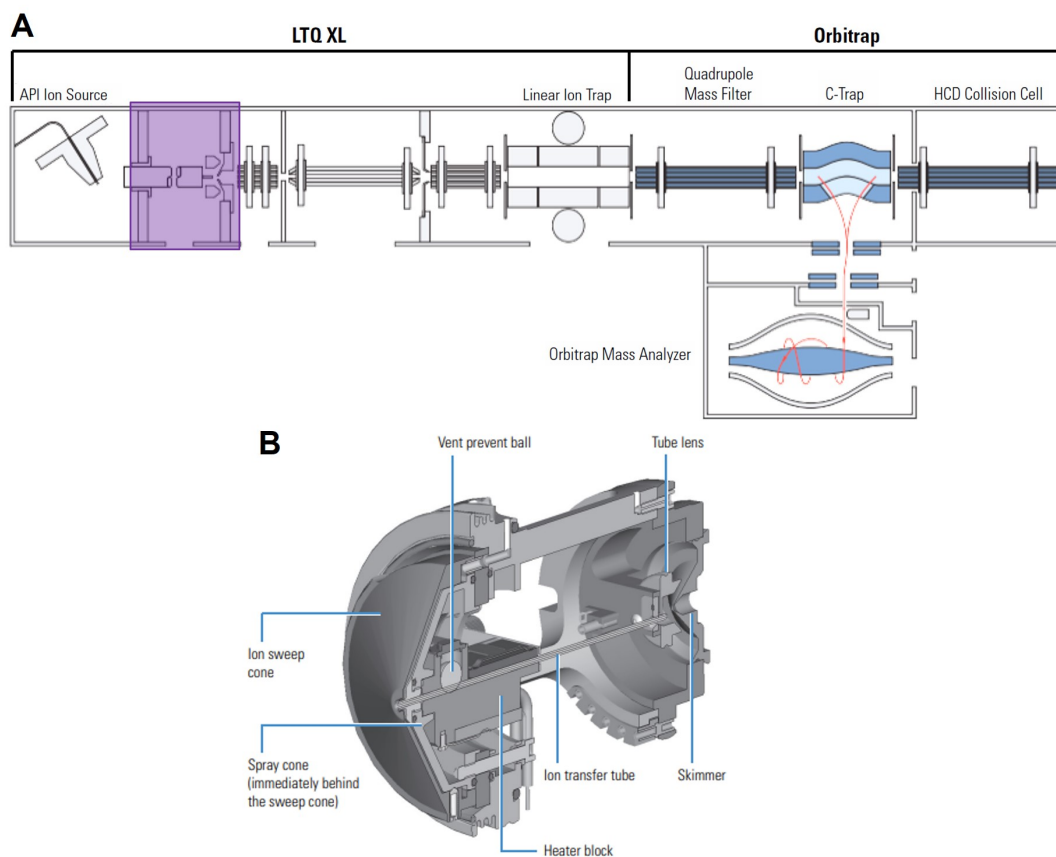 A
LTQ XL
Orbitrap
API Ion Source
Linear Ion Trap
Quadrupole
Mass Filter
C-Trap
HCD Collision Cell
Orbitrap Mass Analyzer
B
Vent prevent ball
Tube lens
Ion sweep
cone
Spray cone
(immediately behind
the sweep cone)
Ion transfer tube
Skimmer
Heater block